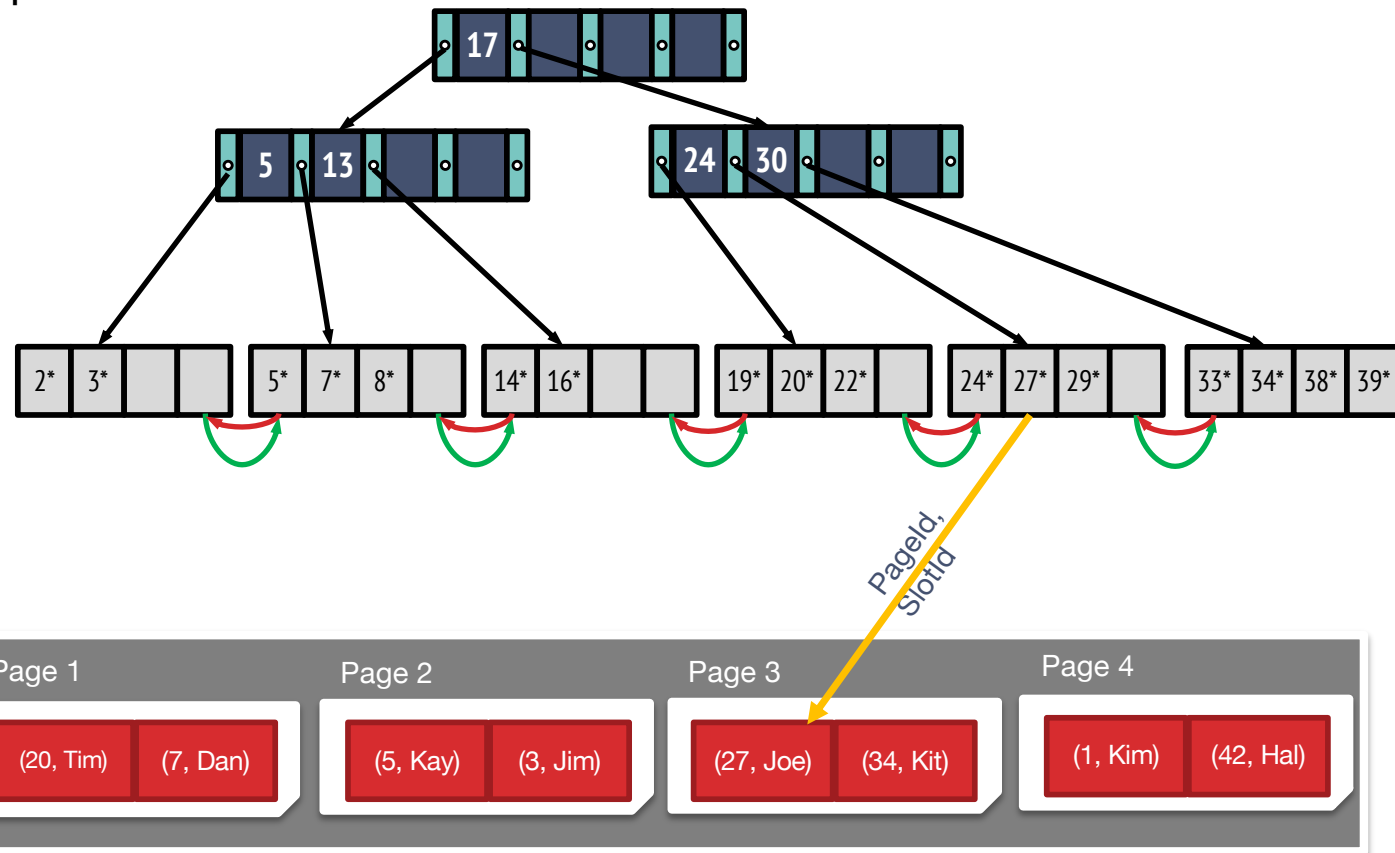 17
5 13
24 30
2* 3*
5* 7* 8*
14* 16*
19* 20* 22*
24* 27* 29*
33* 34* 38* 39*
PageId,
SlotId
Page 1
(20, Tim) (7, Dan)
Page 2
(5, Kay) (3, Jim)
Page 3
(27, Joe) (34, Kit)
Page 4
(1, Kim) (42, Hal)